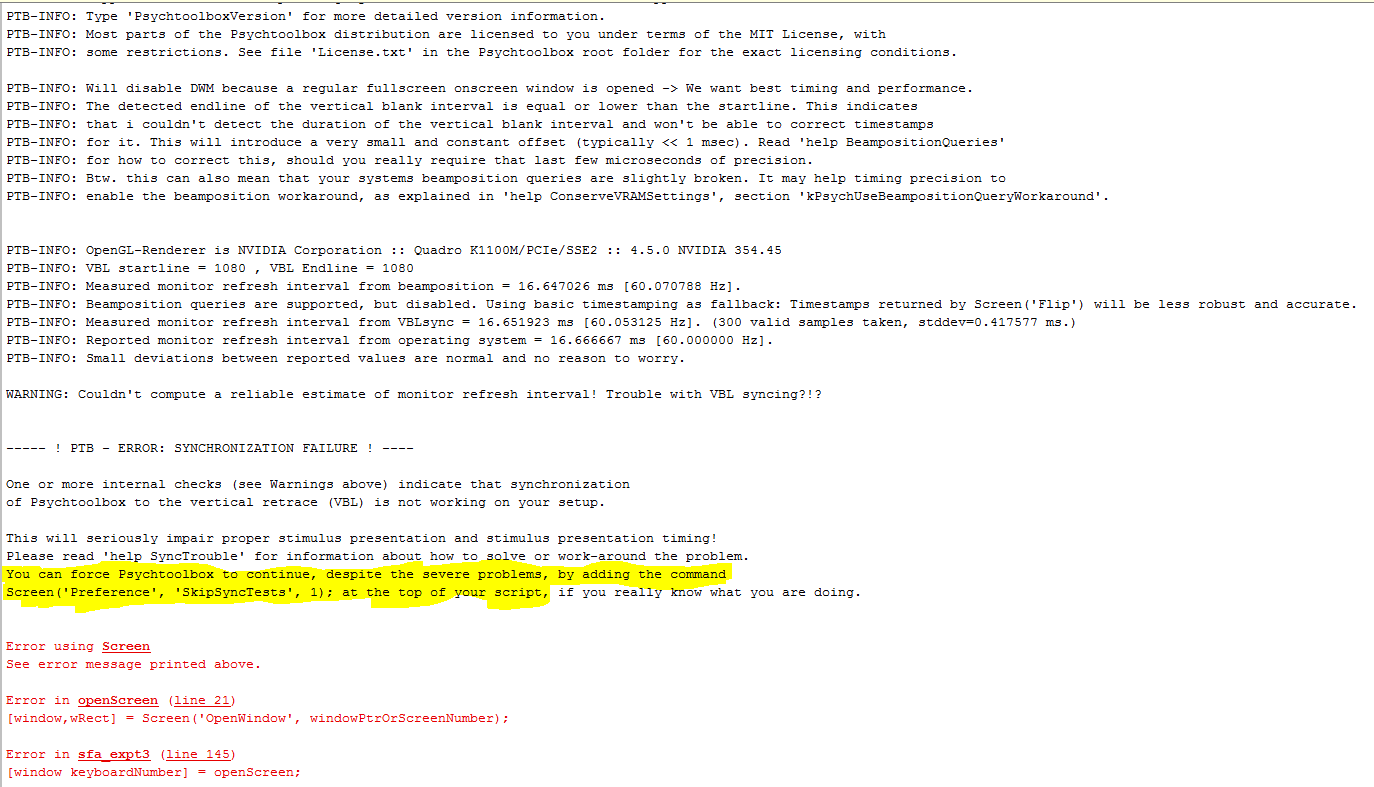 PTB-INFO: Type 'PsychtoolboxVersion' for more detailed version information.
PTB-INFO: Most parts of the Psychtoolbox distribution are licensed to you under terms of the MIT License, with
PTB-INFO: some restrictions. See file 'License.txt' in the Psychtoolbox root folder for the exact licensing conditions.
PTB-INFO: Will disable DWM because a regular fullscreen onscreen window is opened -> We want best timing and performance.
PTB-INFO: The detected endline of the vertical blank interval is equal or lower than the startline. This indicates
PTB-INFO: that i couldn't detect the duration of the vertical blank interval and won't be able to correct timestamps
PTB-INFO: for it. This will introduce a very small and constant offset (typically << 1 msec). Read 'help BeampositionQueries'
PTB-INFO: for how to correct this, should you really require that last few microseconds of precision.
PTB-INFO: Btw. this can also mean that your systems beamposition queries are slightly broken. It may help timing precision to
PTB-INFO: enable the beamposition workaround, as explained in 'help ConserveVRAMSettings', section 'kPsychUseBeampositionQueryWorkaround'.
PTB-INFO: OpenGL-Renderer is NVIDIA Corporation :: Quadro K1100M/PCIe/SSE2 :: 4.5.0 NVIDIA 354.45
PTB-INFO: VBL startline = 1080 , VBL Endline = 1080
PTB-INFO: Measured monitor refresh interval from beamposition = 16.647026 ms [60.070788 Hz].
PTB-INFO: Beamposition queries are supported, but disabled. Using basic timestamping as fallback: Timestamps returned by Screen('Flip') will be less robust and accurate.
PTB-INFO: Measured monitor refresh interval from VBLsync = 16.651923 ms [60.053125 Hz]. (300 valid samples taken, stddev=0.417577 ms.)
PTB-INFO: Reported monitor refresh interval from operating system = 16.666667 ms [60.000000 Hz].
PTB-INFO: Small deviations between reported values are normal and no reason to worry.
WARNING: Couldn't compute a reliable estimate of monitor refresh interval! Trouble with VBL syncing?!?
----- ! PTB - ERROR: SYNCHRONIZATION FAILURE ! ----
One or more internal checks (see Warnings above) indicate that synchronization
of Psychtoolbox to the vertical retrace (VBL) is not working on your setup.
This will seriously impair proper stimulus presentation and stimulus presentation timing!
Please read 'help SyncTrouble' for information about how to solve or work-around the problem.
You can force Psychtoolbox to continue, despite the severe problems, by adding the command
Screen('Preference', 'SkipSyncTests', 1); at the top of your script, if you really know what you are doing.
Error using Screen
See error message printed above.
Error in openScreen (line 21)
[window,wRect] = Screen('OpenWindow', windowPtrOrScreenNumber);
Error in sfa_expt3 (line 145)
[window keyboardNumber] = openScreen;